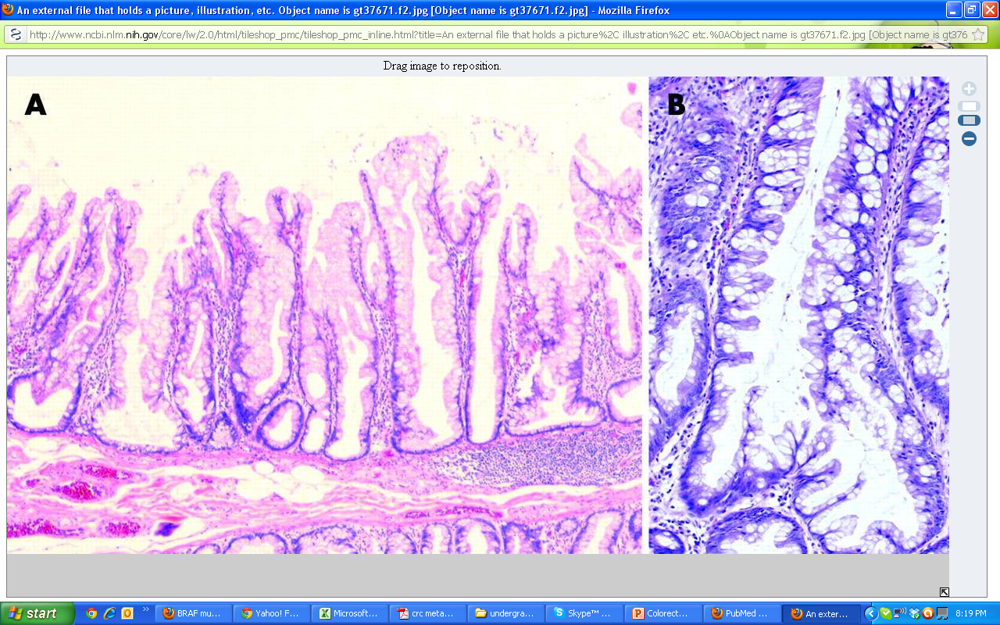 An external file that holds a picture, illustration, etc. Object name is gt37671.f2.jpg [Object name is gt37671.f2.jpg] - Mozilla Firefox
http://www.ncbi.nlm.nih.gov/core/lw/2.0/html/tileshop_pmc/tileshop_pmc_inline.html?title=An external file that holds a picture%2C illustration%2C etc.%0AObject name is gt37671.f2.jpg [Object name is gt376
Drag image to reposition.
A
B
start
BRAF mu...
Yahoo! F...
Microsoft...
crc meta...
undergra...
Skype™ ...
Colorect...
PubMed ...
An exter...
8:19 PM